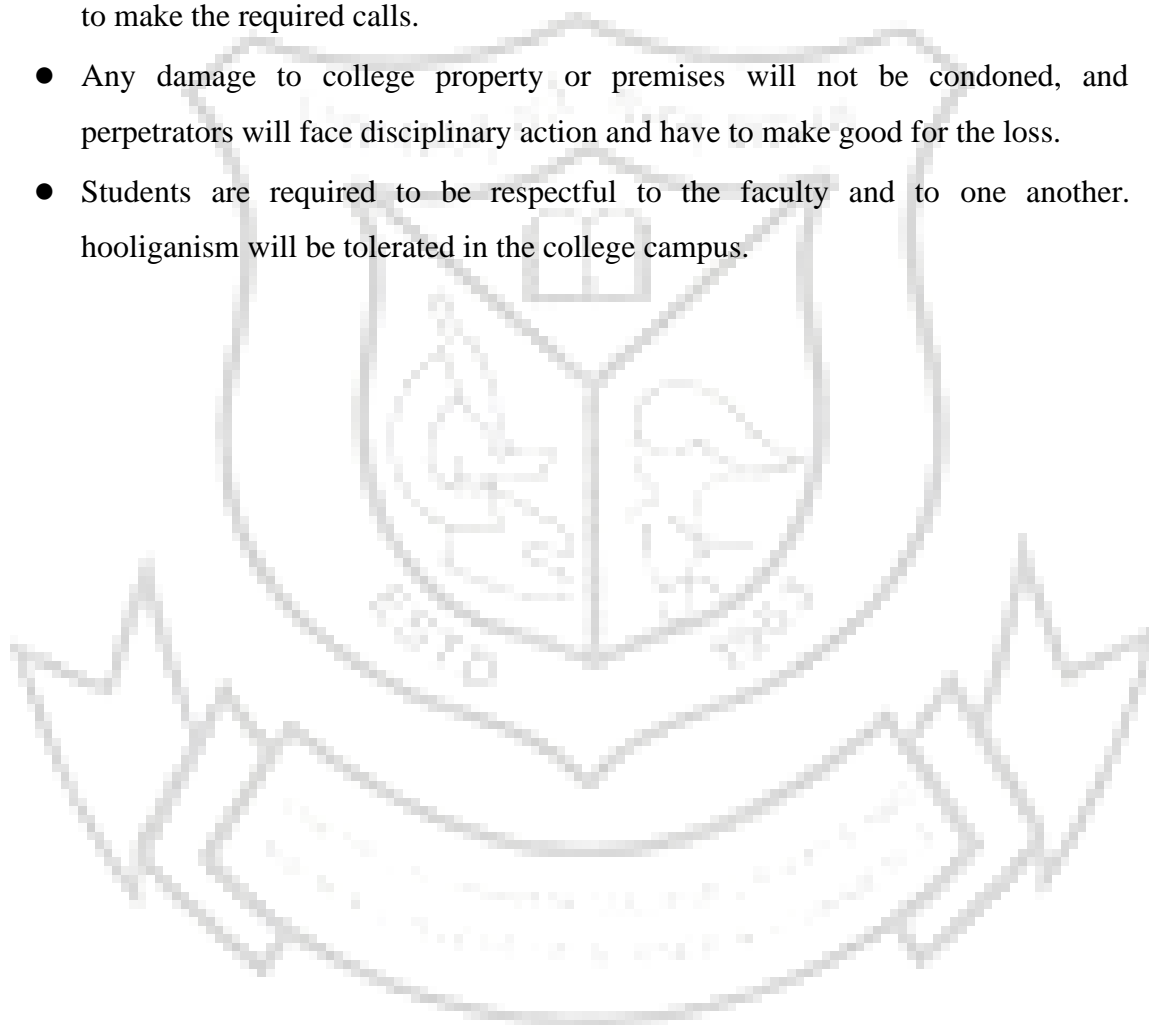 to make the required calls.
● Any damage to college property or premises will not be condoned, and
perpetrators will face disciplinary action and have to make good for the loss.
● Students are required to be respectful to the faculty and to one another.
hooliganism will be tolerated in the college campus.
ESTD